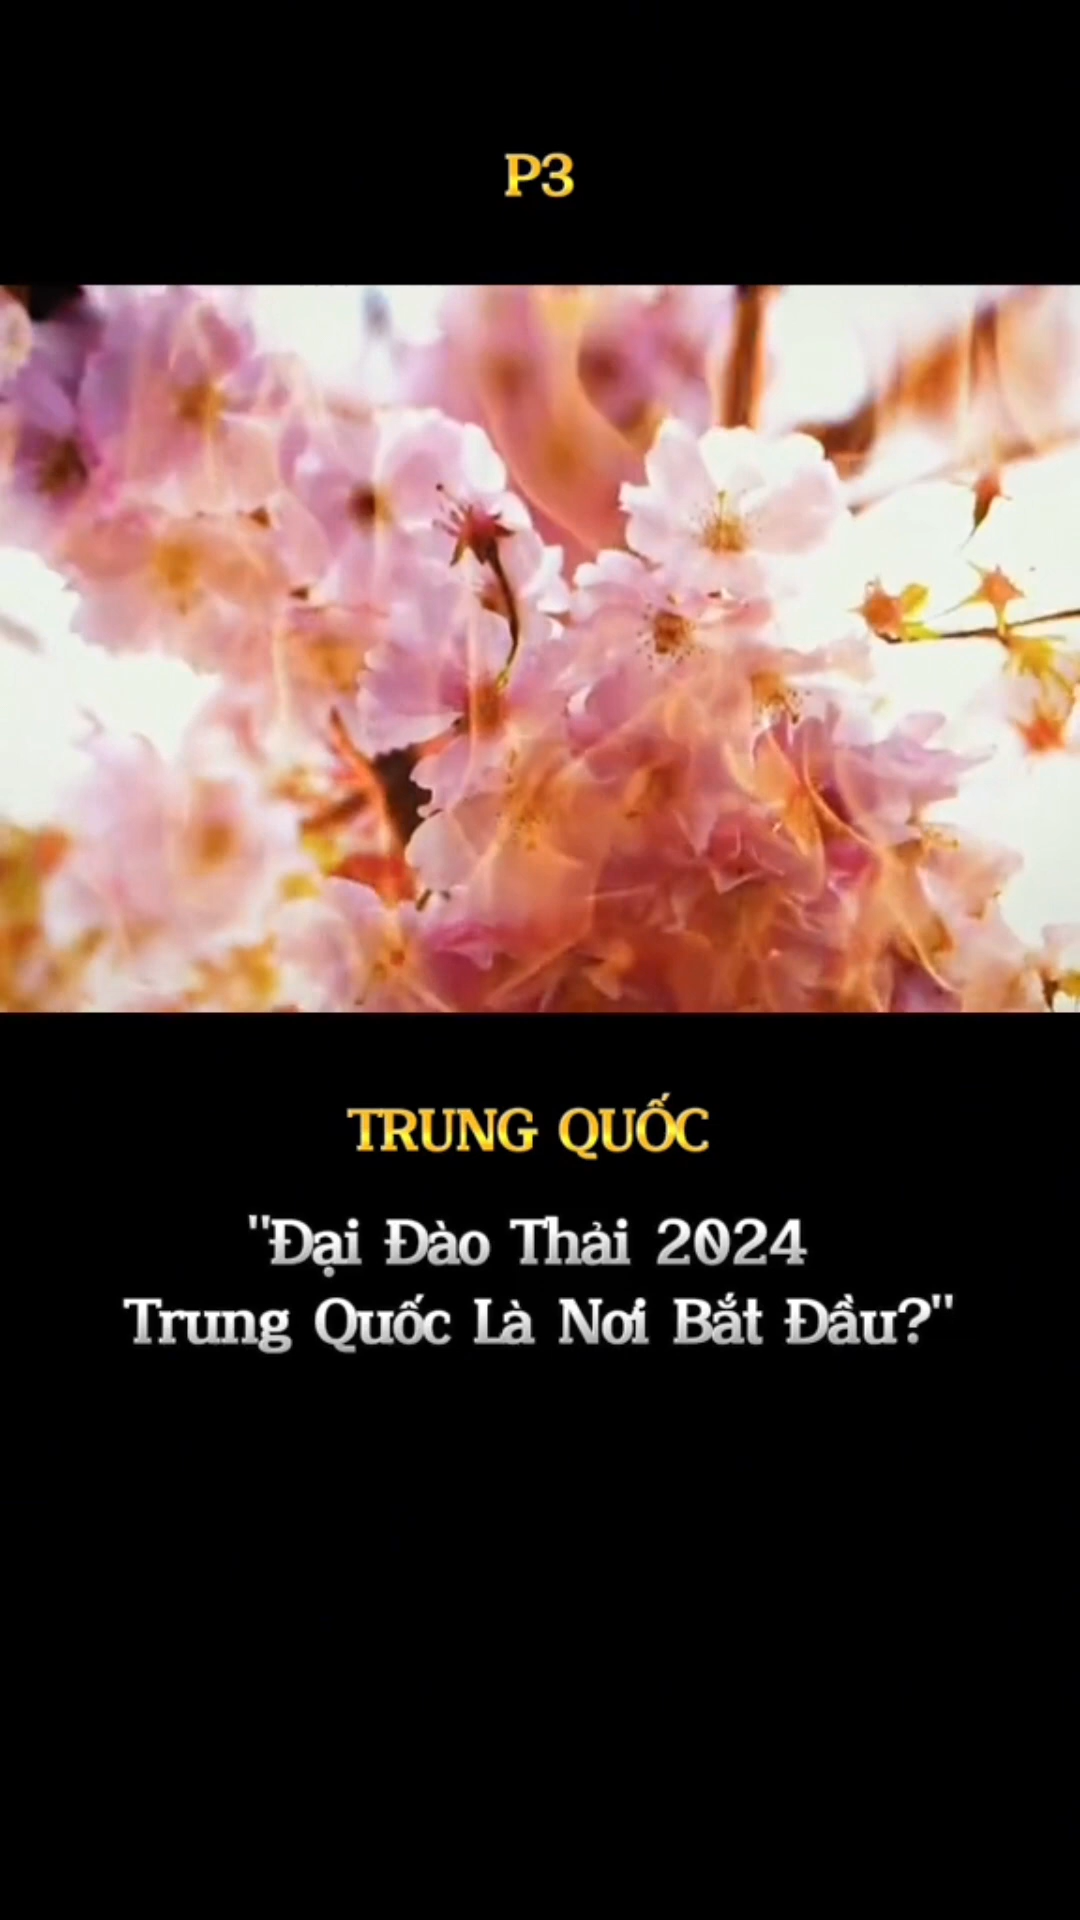 P3
TRUNG QUỐC
"Đại Đào Thải 2024
Trung Quốc Là Nơi Bắt Đầu?"